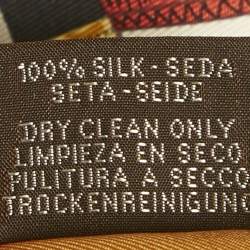 100% SILK-SEDA
SETA-SEIDE
DRY CLEAN ONLY
LIMPIEZA EN SECO
PULITURA A SECCO
TROCKENREINIGUNG